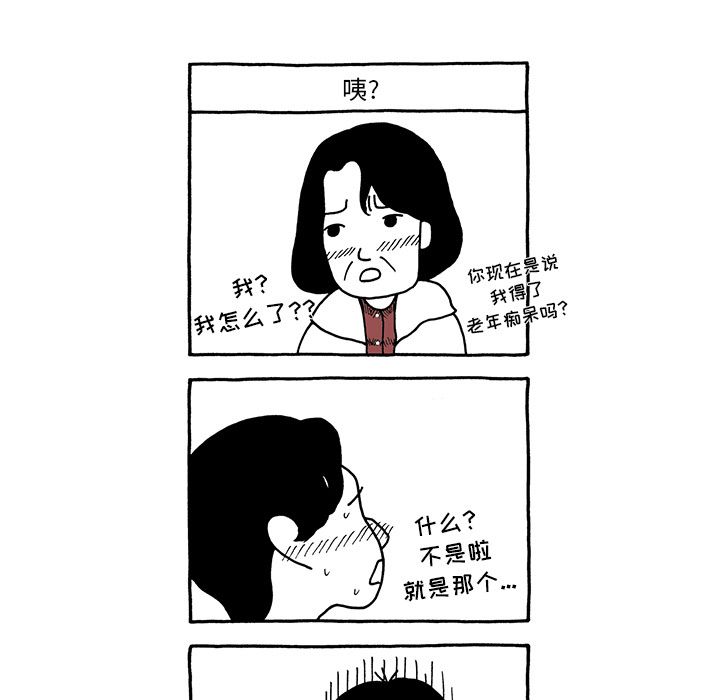 咦?
我?
我怎么了??
你现在是说
我得了
老年痴呆吗?
什么?
不是啦
就是那个...